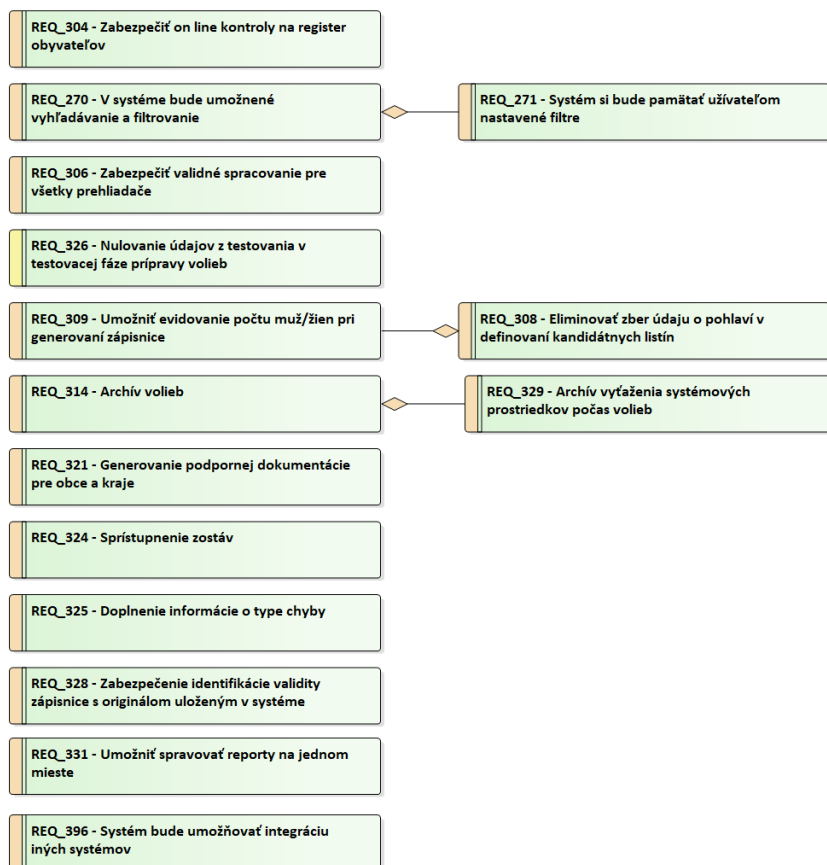 REQ_304 - Zabezpečiť on line kontroly na register
obyvateľov
REQ_270 - V systéme bude umožnené
vyhľadávanie a filtrovanie
REQ_271 - Systém si bude pamätať užívateľom
nastavené filtre
REQ_306 - Zabezpečiť validné spracovanie pre
všetky prehliadače
REQ_326 - Nulovanie údajov z testovania v
testovacej fáze prípravy volieb
REQ_309 - Umožniť evidovanie počtu muž/žien pri
generovaní zápisnice
REQ_308 - Eliminovať zber údaju o pohlaví v
definovaní kandidátnych listín
REQ_314 - Archív volieb
REQ_329 - Archív vyťaženia systémových
prostriedkov počas volieb
REQ_321 - Generovanie podpornej dokumentácie
pre obce a kraje
REQ_324 - Sprístupnenie zostáv
REQ_325 - Doplnenie informácie o type chyby
REQ_328 - Zabezpečenie identifikácie validity
zápisnice s originálom uloženým v systéme
REQ_331 - Umožniť spravovať reporty na jednom
mieste
REQ_396 - Systém bude umožňovať integráciu
iných systémov